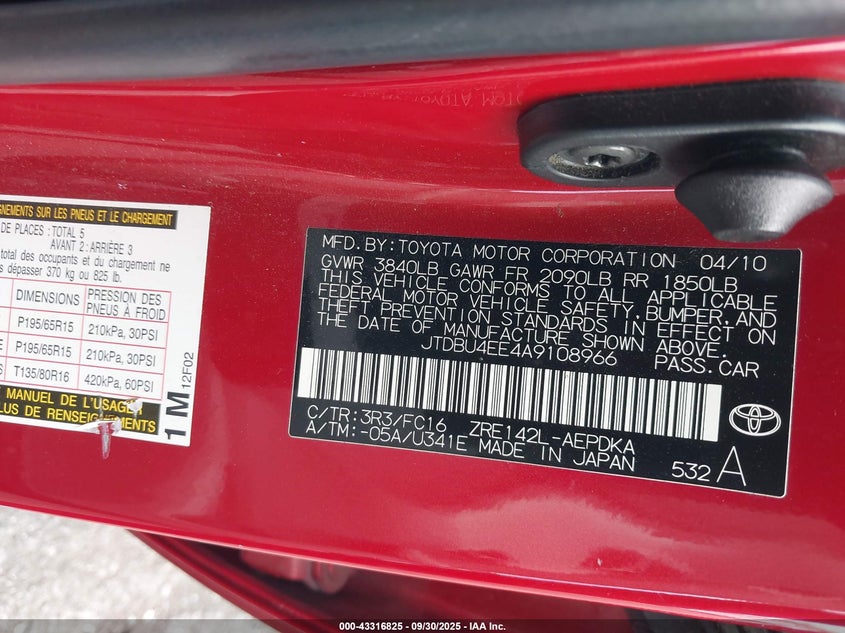 GNEMENTS SUR LES PNEUS ET LE CHARGEMENT
DE PLACES : TOTAL 5
AVANT 2 : ARRIÈRE 3
total des occupants et du chargement ne
dépasser 370 kg ou 825 lb.
DIMENSIONS PRESSION DES PNEUS À FROID
P195/65R15 210kPa, 30PSI
P195/65R15 210kPa, 30PSI
T135/80R16 420kPa, 60PSI
MANUEL DE L'USAGER
PLUS DE RENSEIGNEMENTS
1M 12F02
MFD. BY: TOYOTA MOTOR CORPORATION 04/10
GVWR 3840LB GAWR FR 2090LB RR 1850LB
THIS VEHICLE CONFORMS TO ALL APPLICABLE
FEDERAL MOTOR VEHICLE SAFETY, BUMPER, AND
THEFT PREVENTION STANDARDS IN EFFECT ON
THE DATE OF MANUFACTURE SHOWN ABOVE.
JTDBU4EE4A9108966 PASS. CAR
C/TR: 3R3/FC16 ZRE142L-AEPDKA
A/TM: -05A/U341E MADE IN JAPAN
532 A
TOYOTA
000-43316825 - 09/30/2025 - IAA Inc.